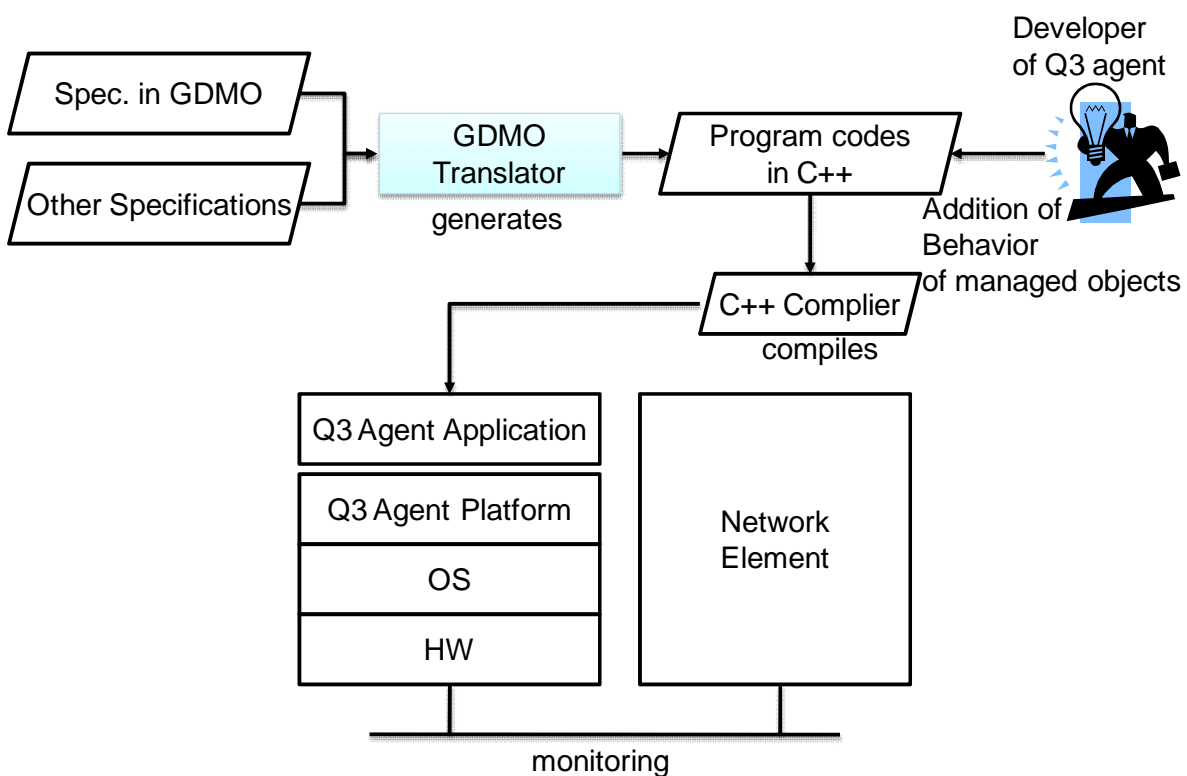 Developer
of Q3 agent
Spec. in GDMO
GDMO
Translator
Program codes
in C++
Other Specifications
generates
Addition of
Behavior
of managed objects
C++ Complier
compiles
Q3 Agent Application
Q3 Agent Platform
Network
Element
OS
HW
monitoring